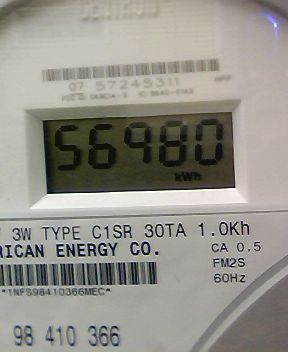 CENTRON
07 57245311
56980
kWh
3W TYPE C1SR 30TA 1.0Kh
RICAN ENERGY CO.
CA 0.5
FM2S
60Hz
*1NFS98410366MEC*
98 410 366